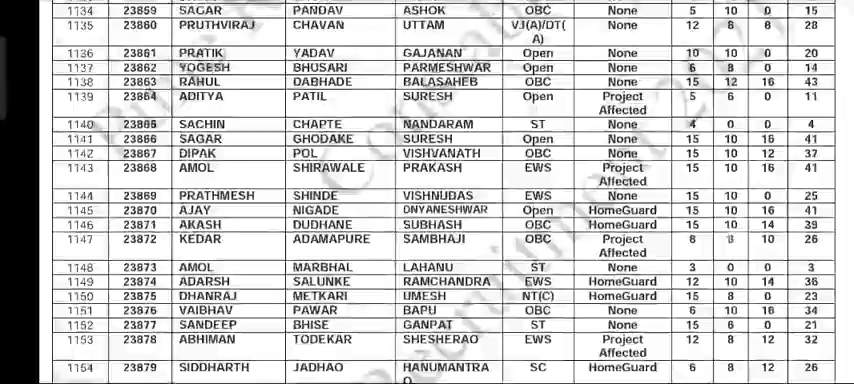 1134 23859 SAGAR PANDAV ASHOK OBC None 5 10 0 15
1135 23860 PRUTHVIRAJ CHAVAN UTTAM VJ(A)/DT( None 12 8 8 28
A)
1136 23861 PRATIK YADAV GAJANAN Open None 10 10 0 20
1137 23862 YOGESH BHUSARI PARMESHWAR Open None 6 8 0 14
1138 23863 RAHUL DABHADE BALASAHEB OBC None 15 12 16 43
1139 23864 ADITYA PATIL SURESH Open Project 5 6 0 11
Affected
1140 23865 SACHIN CHAPTE NANDARAM ST None 4 0 0 4
1141 23866 SAGAR GHODAKE SURESH Open None 15 10 16 41
1142 23867 DIPAK POL VISHVANATH OBC None 15 10 12 37
1143 23868 AMOL SHIRAWALE PRAKASH EWS Project 15 10 16 41
Affected
1144 23869 PRATHMESH SHINDE VISHNUDAS EWS None 15 10 0 25
1145 23870 AJAY NIGADE DNYANESHWAR Open HomeGuard 15 10 16 41
1146 23871 AKASH DUDHANE SUBHASH OBC HomeGuard 15 10 14 39
1147 23872 KEDAR ADAMAPURE SAMBHAJI OBC Project 8 8 10 26
Affected
1148 23873 AMOL MARBHAL LAHANU ST None 3 0 0 3
1149 23874 ADARSH SALUNKE RAMCHANDRA EWS HomeGuard 12 10 14 36
1150 23875 DHANRAJ METKARI UMESH NT(C) HomeGuard 15 8 0 23
1151 23876 VAIBHAV PAWAR BAPU OBC None 6 10 18 34
1152 23877 SANDEEP BHISE GANPAT ST None 15 6 0 21
1153 23878 ABHIMAN TODEKAR SHESHERAO EWS Project 12 8 12 32
Affected
1154 23879 SIDDHARTH JADHAO HANUMANTRA SC HomeGuard 6 8 12 26